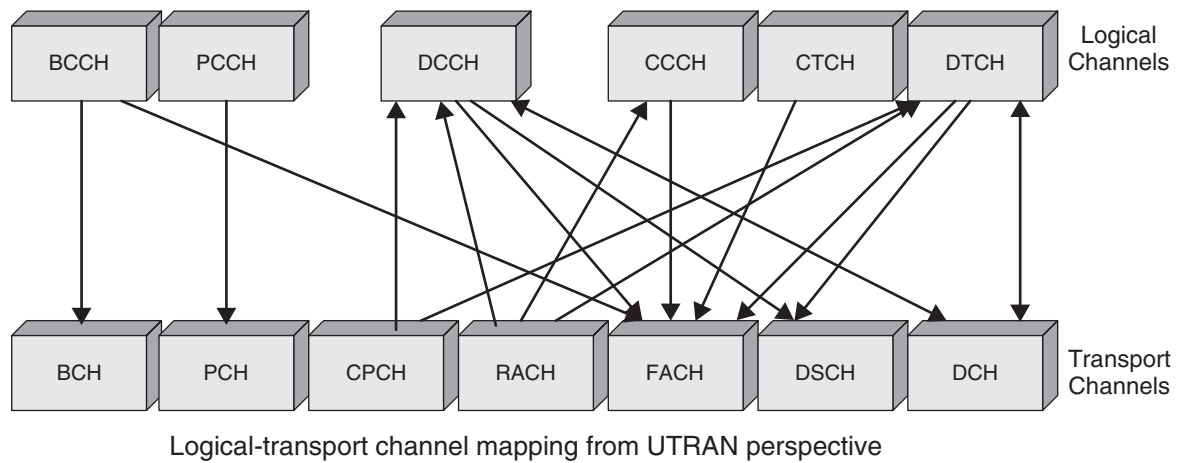 BCCH PCCH DCCH CCCH CTCH DTCH
Logical
Channels
BCH PCH CPCH RACH FACH DSCH DCH
Transport
Channels
Logical-transport channel mapping from UTRAN perspective